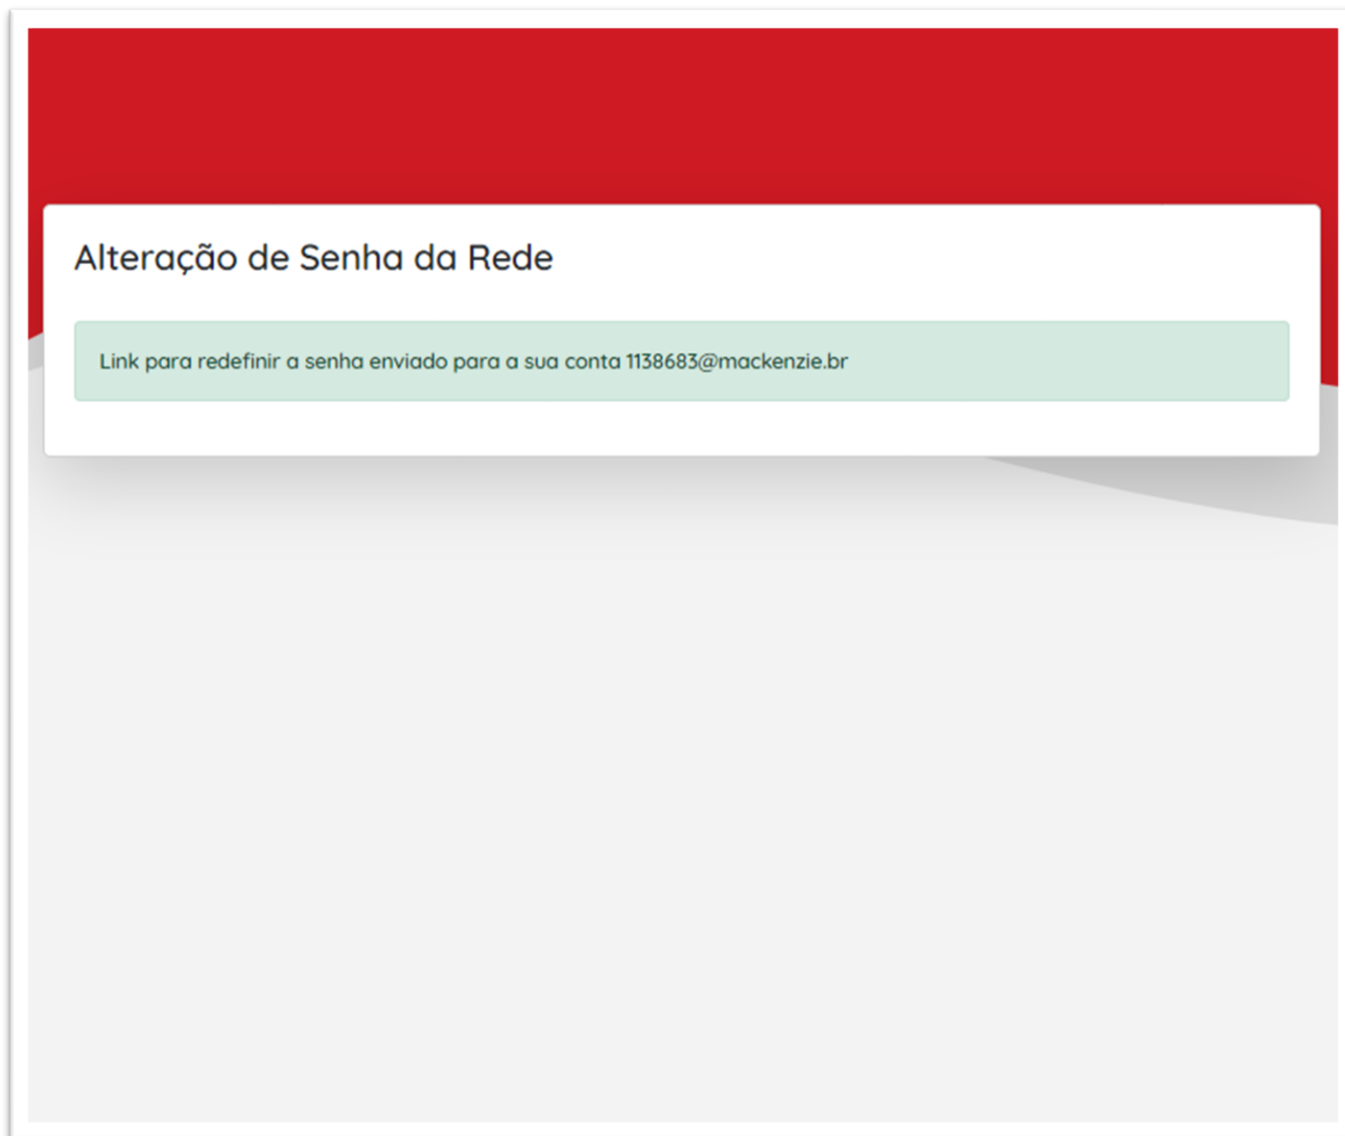 Alteração de Senha da Rede
Link para redefinir a senha enviado para a sua conta 1138683@mackenzie.br